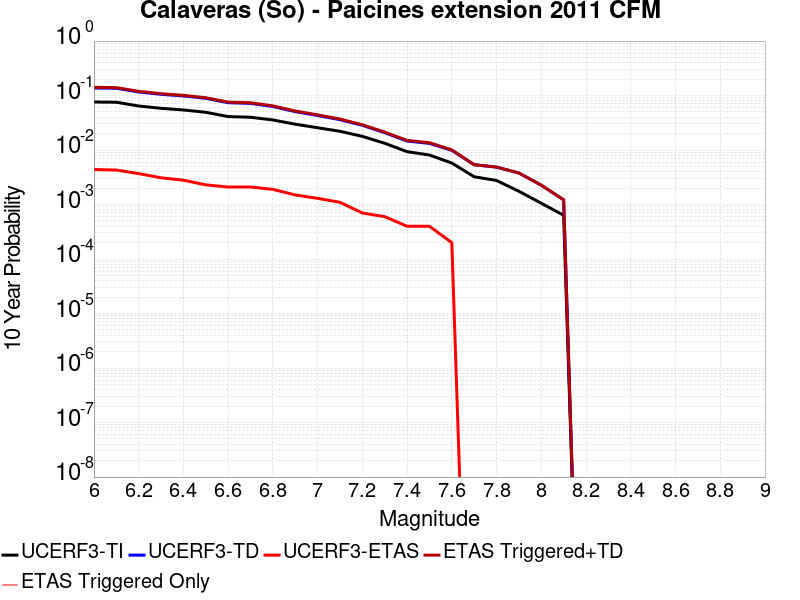 Calaveras (So) - Paicines extension 2011 CFM
10 Year Probability
10^0
10^-1
10^-2
10^-3
10^-4
10^-5
10^-6
10^-7
10^-8
6 6.2 6.4 6.6 6.8 7 7.2 7.4 7.6 7.8 8 8.2 8.4 8.6 8.8 9
Magnitude
UCERF3-TI UCERF3-TD UCERF3-ETAS ETAS Triggered+TD
ETAS Triggered Only